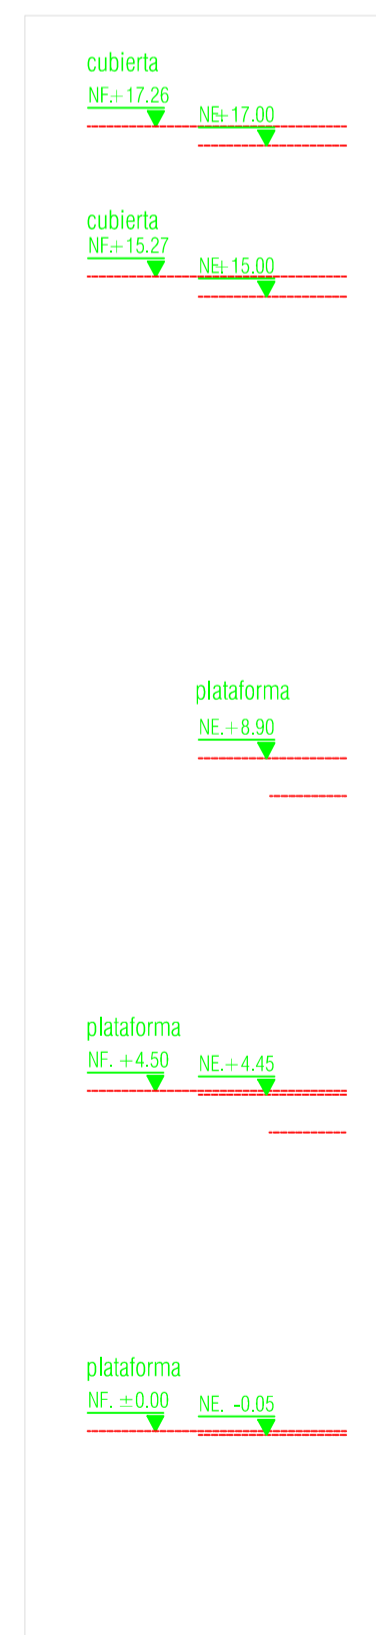 cubierta
NF.+17.26 NE+17.00
cubierta
NF.+15.27 NE+15.00
plataforma
NE.+8.90
plataforma
NF. +4.50 NE.+4.45
plataforma
NF. ±0.00 NE. -0.05